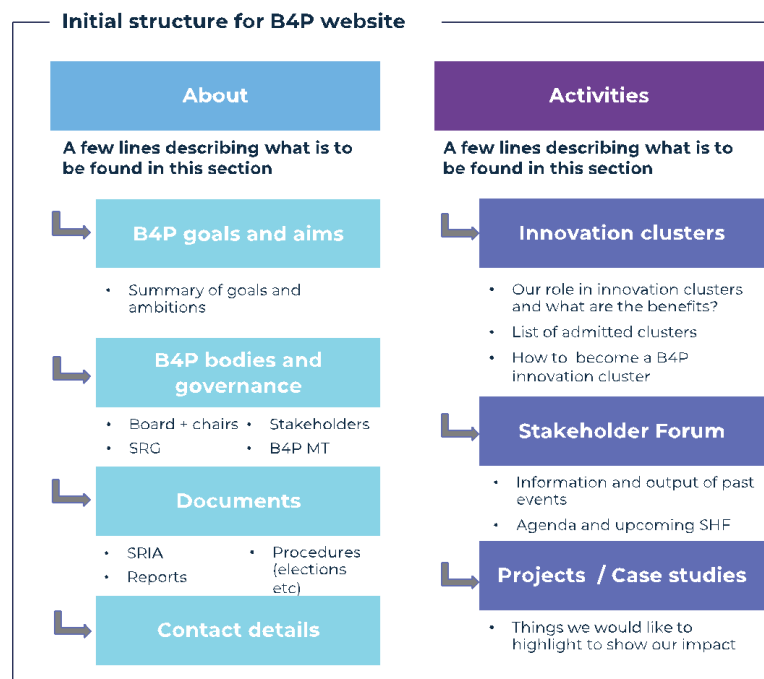 Initial structure for B4P website
About
A few lines describing what is to
be found in this section
B4P goals and aims
• Summary of goals and
ambitions
B4P bodies and
governance
• Board + chairs
• SRG
• Stakeholders
• B4P MT
Documents
• SRIA
• Reports
• Procedures
(elections
etc)
Contact details
Activities
A few lines describing what is to
be found in this section
Innovation clusters
• Our role in innovation clusters
and what are the benefits?
• List of admitted clusters
• How to become a B4P
innovation cluster
Stakeholder Forum
• Information and output of past
events
• Agenda and upcoming SHF
Projects / Case studies
• Things we would like to
highlight to show our impact